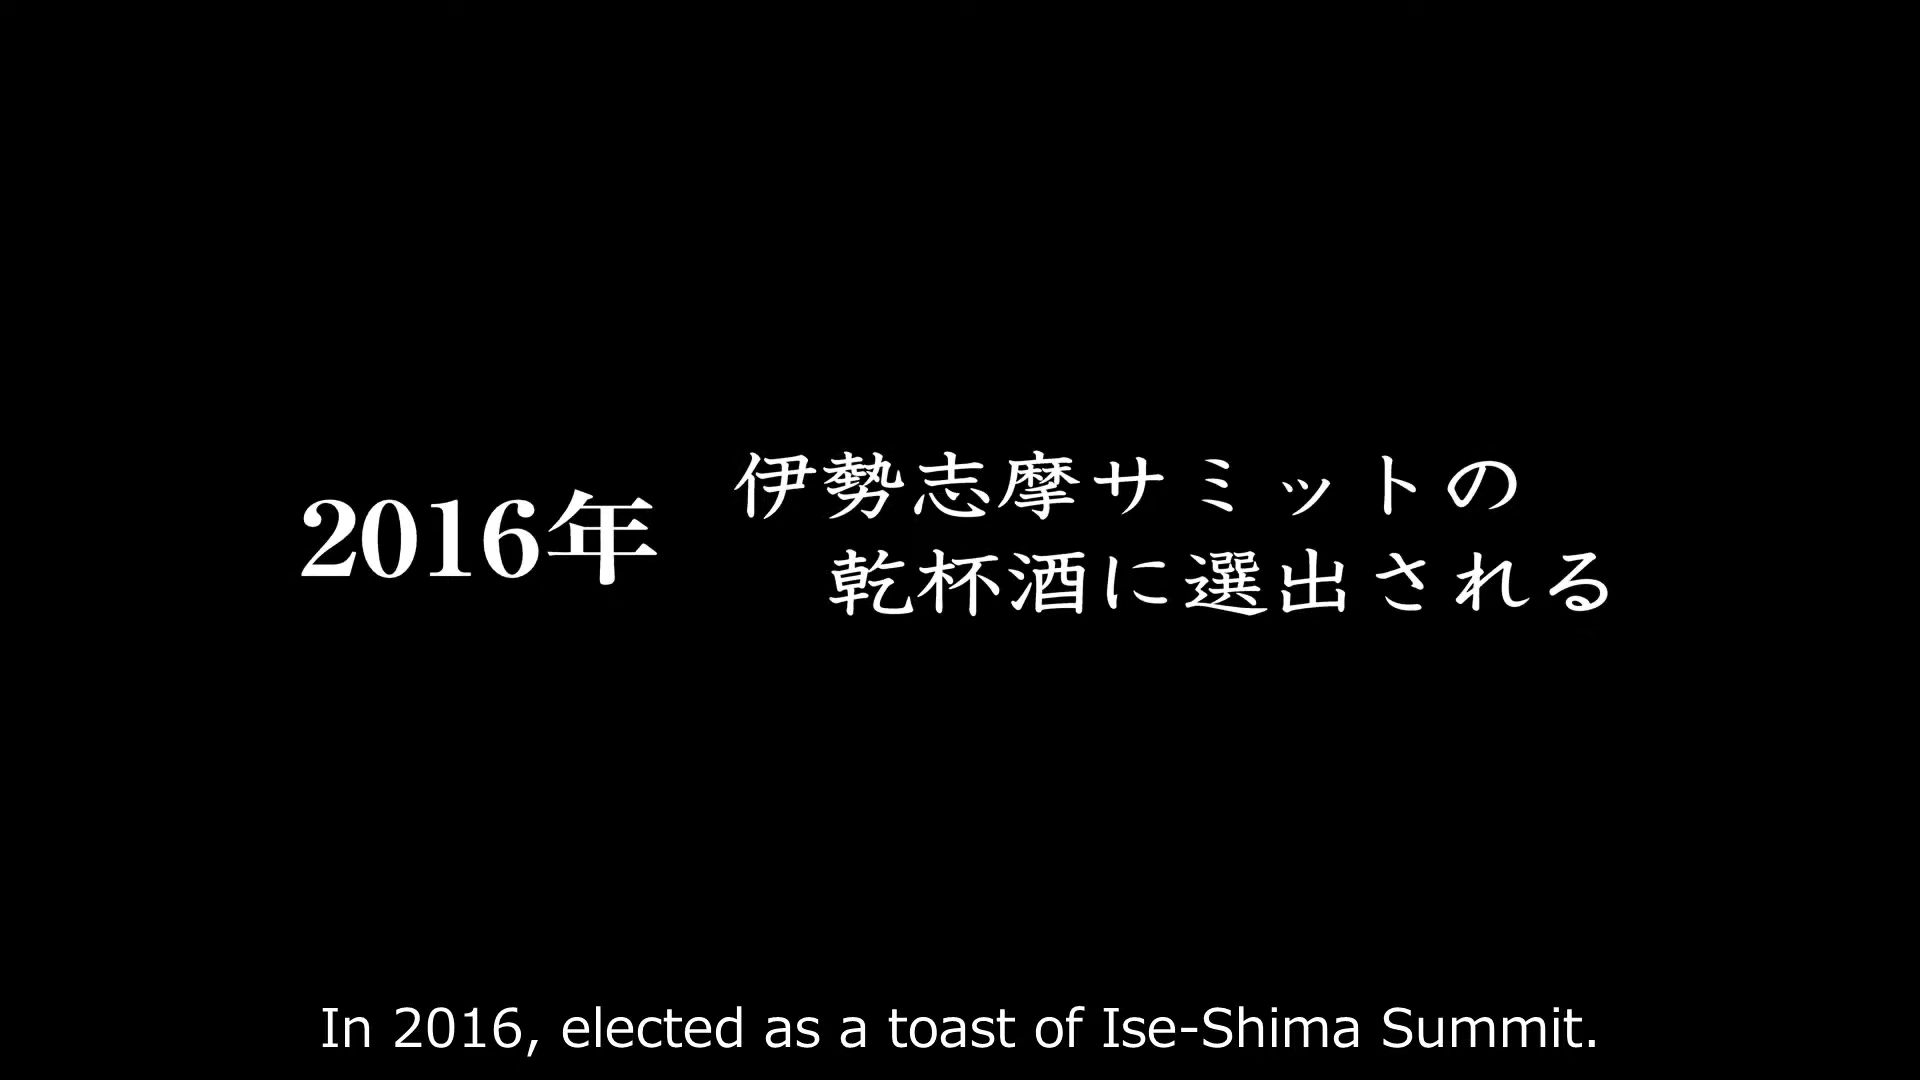 2016年
伊勢志摩サミットの
乾杯酒に選出される
In 2016, elected as a toast of Ise-Shima Summit.